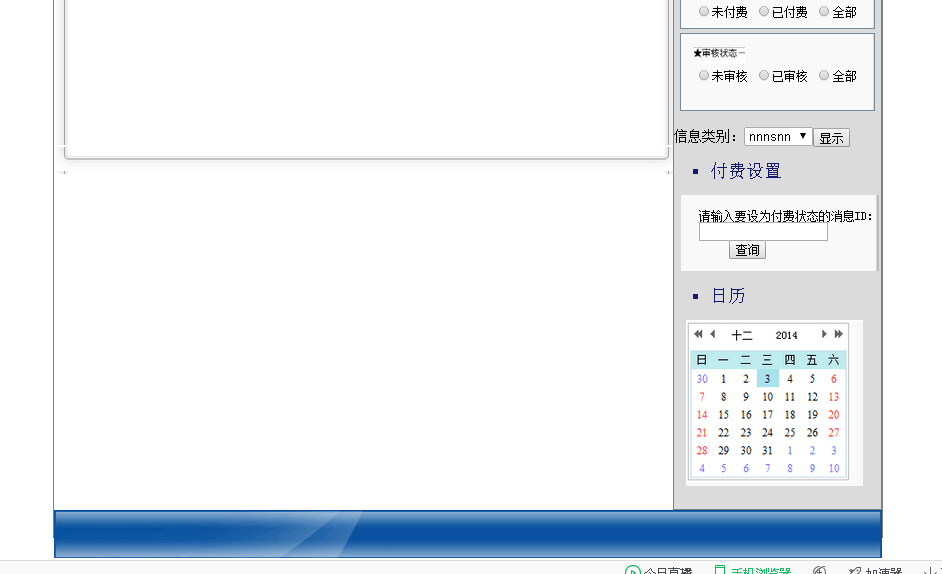 未付费 已付费 全部
★审核状态
未审核 已审核 全部
信息类别： nnnsnn 显示
付费设置
请输入要设为付费状态的消息ID:
查询
日历
十二 2014
日 一 二 三 四 五 六
30 1 2 3 4 5 6
7 8 9 10 11 12 13
14 15 16 17 18 19 20
21 22 23 24 25 26 27
28 29 30 31 1 2 3
4 5 6 7 8 9 10
今日直播 手机浏览器 加速器